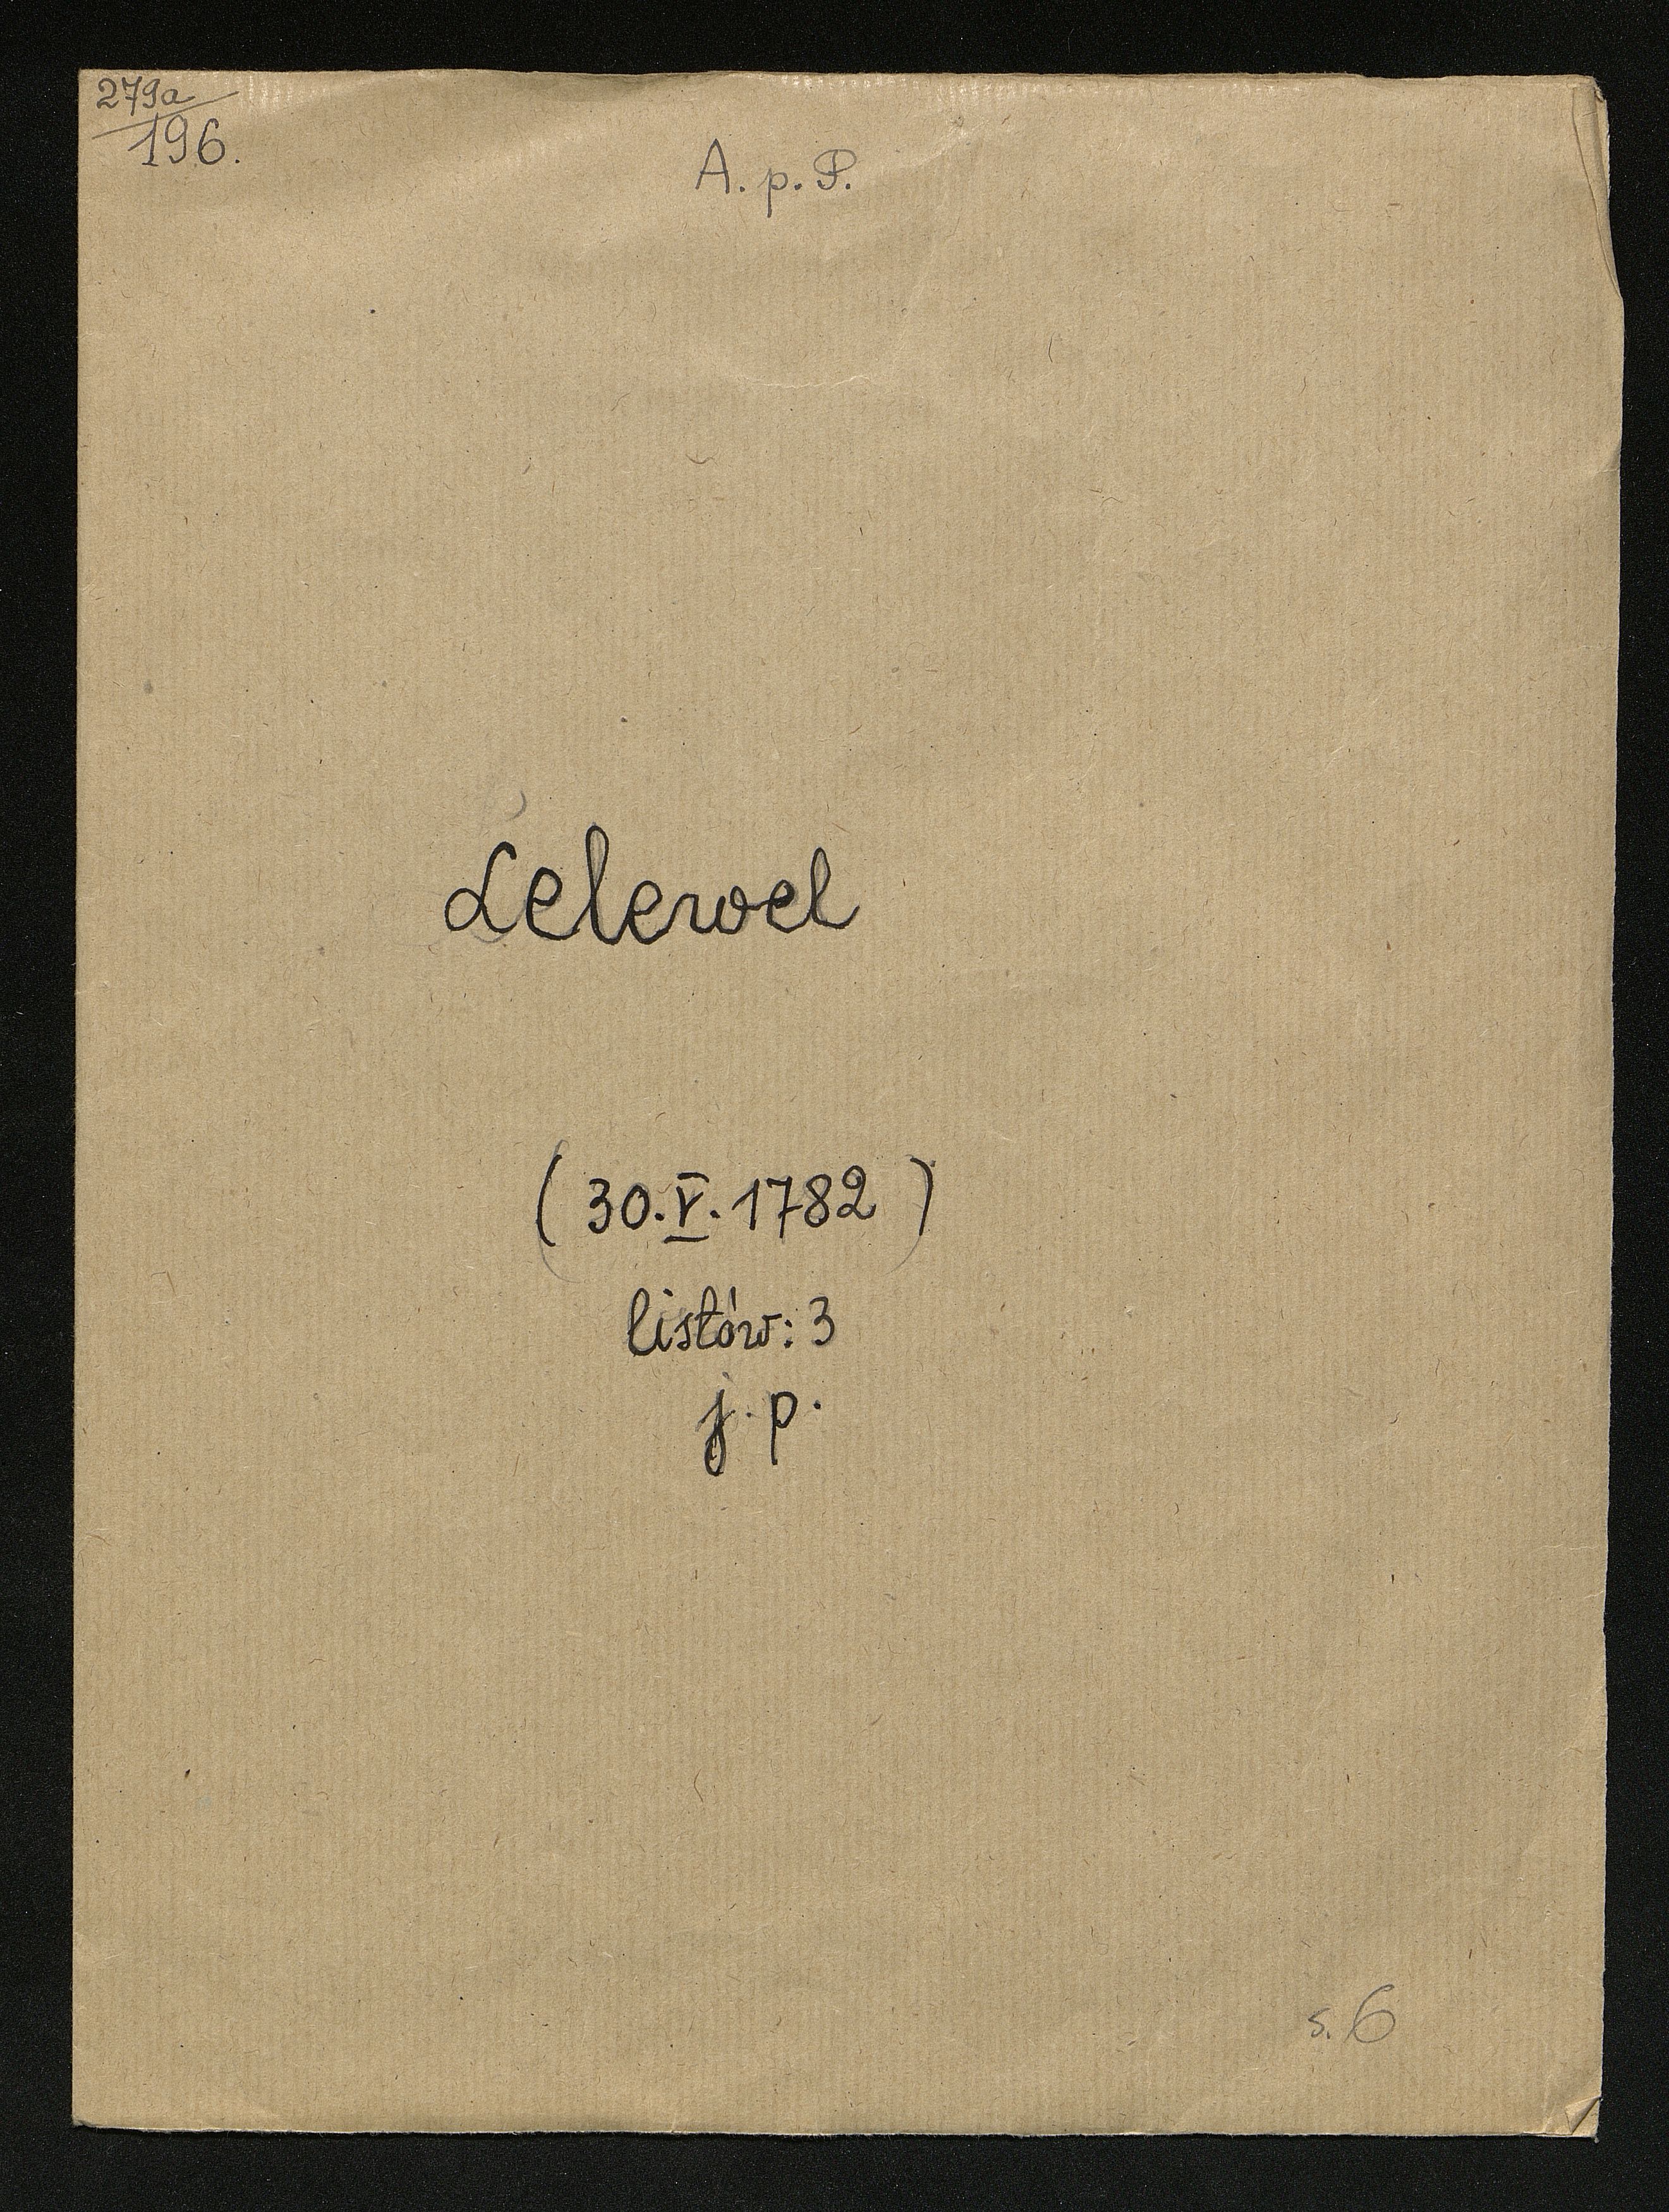 279a
196.
A. p. P.
Lelewel
( 30. V. 1782 )
listów: 3
j. p.
s. 6